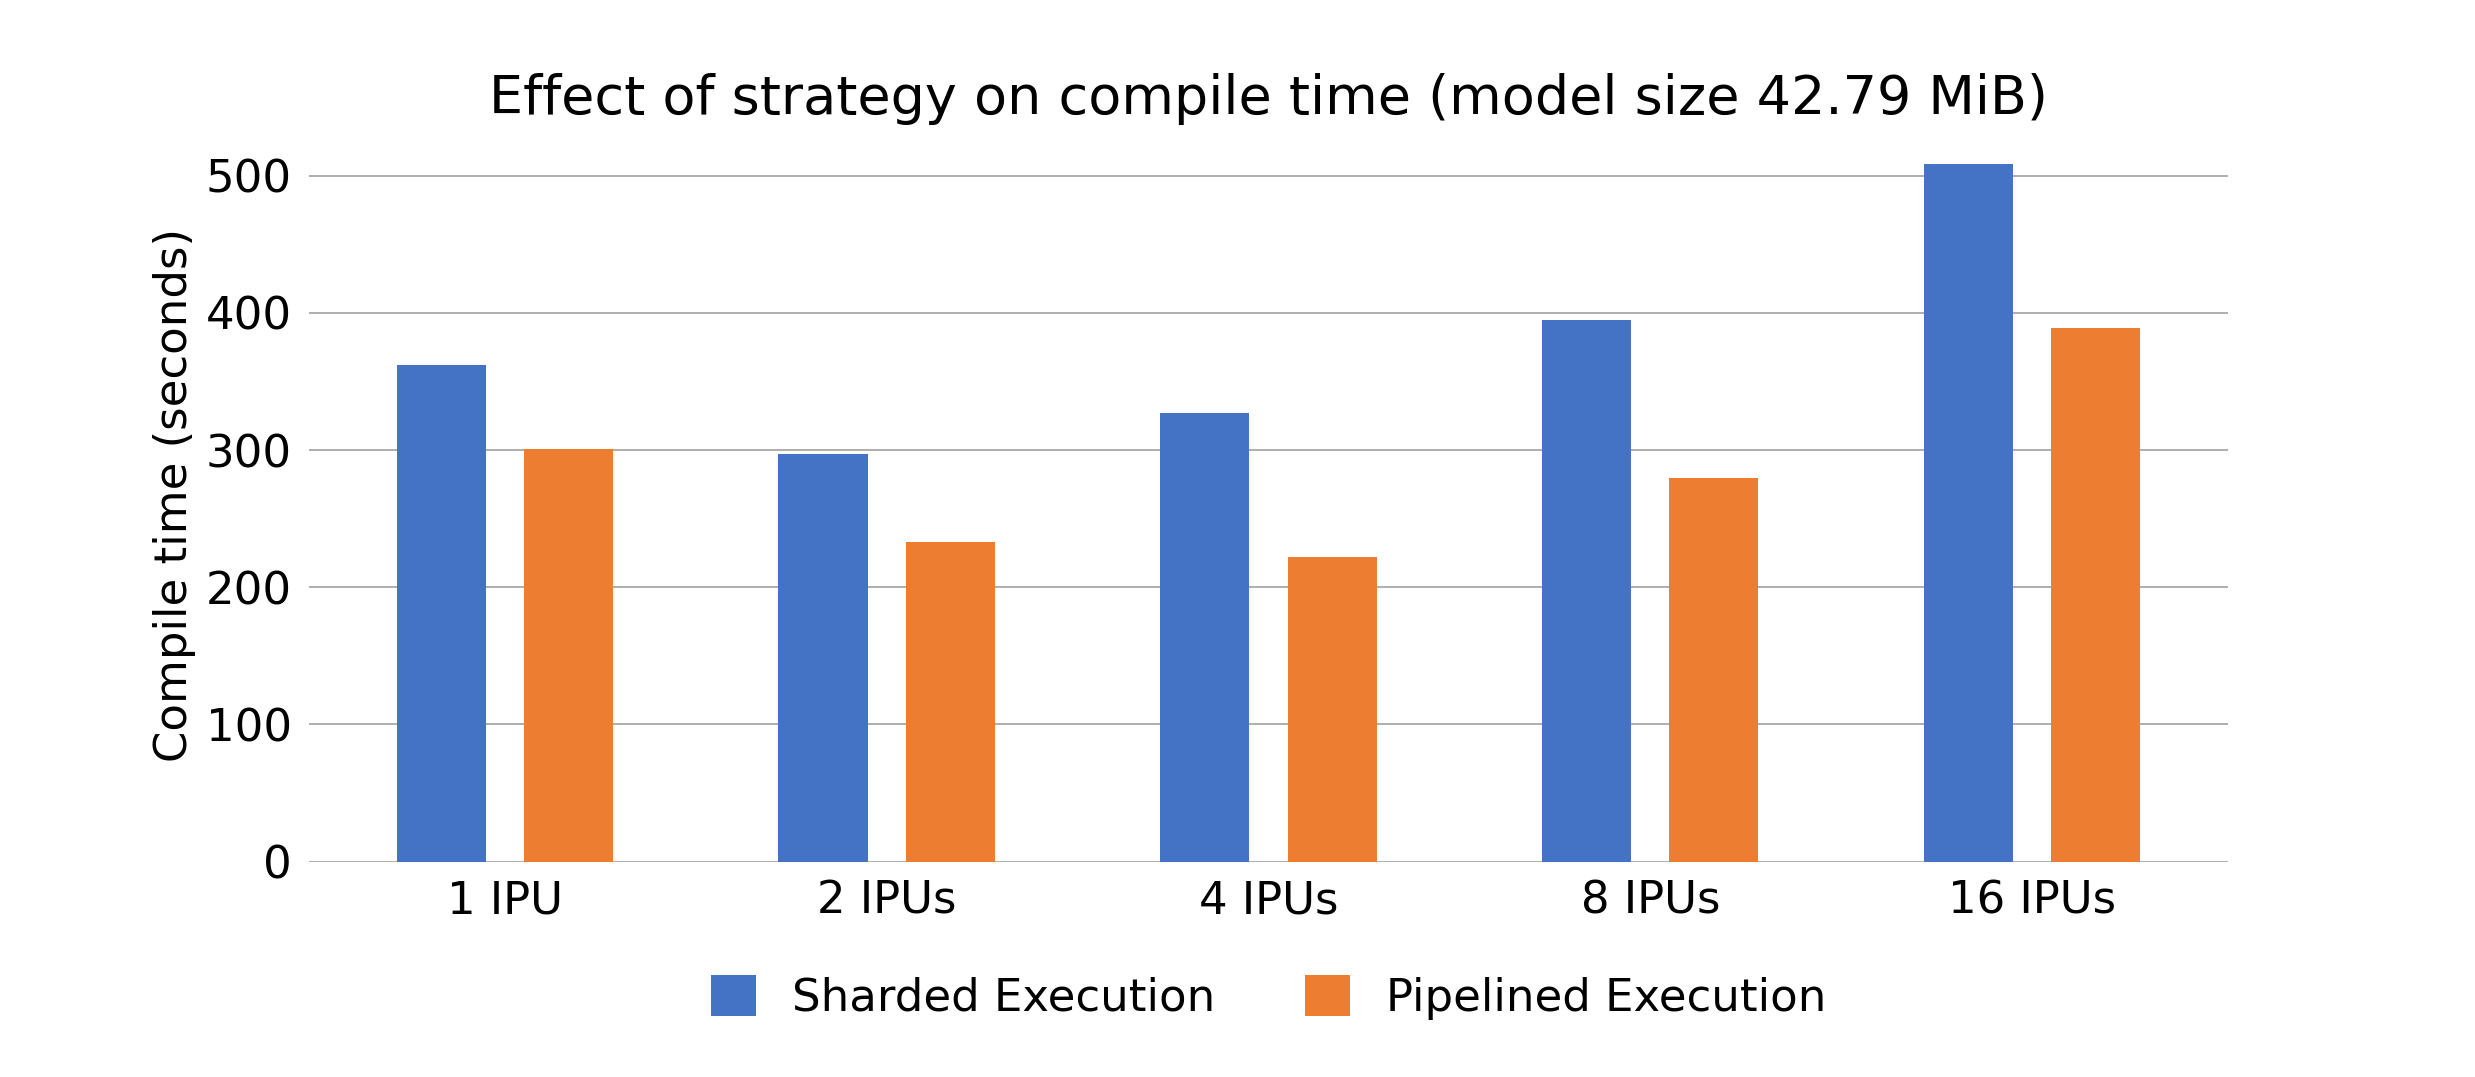 Effect of strategy on compile time (model size 42.79 MiB)
Compile time (seconds)
500
400
300
200
100
0
1 IPU
2 IPUs
4 IPUs
8 IPUs
16 IPUs
Sharded Execution
Pipelined Execution